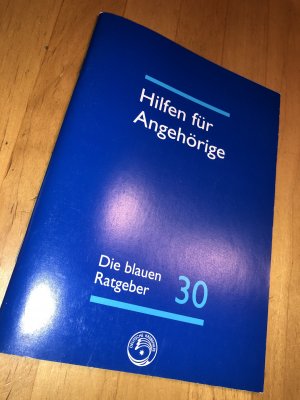 Hilfen für
Angehörige
Die blauen
Ratgeber
30